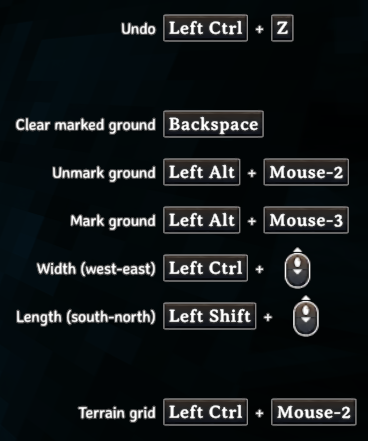 Undo Left Ctrl + Z
Clear marked ground Backspace
Unmark ground Left Alt + Mouse-2
Mark ground Left Alt + Mouse-3
Width (west-east) Left Ctrl +
Length (south-north) Left Shift +
Terrain grid Left Ctrl + Mouse-2